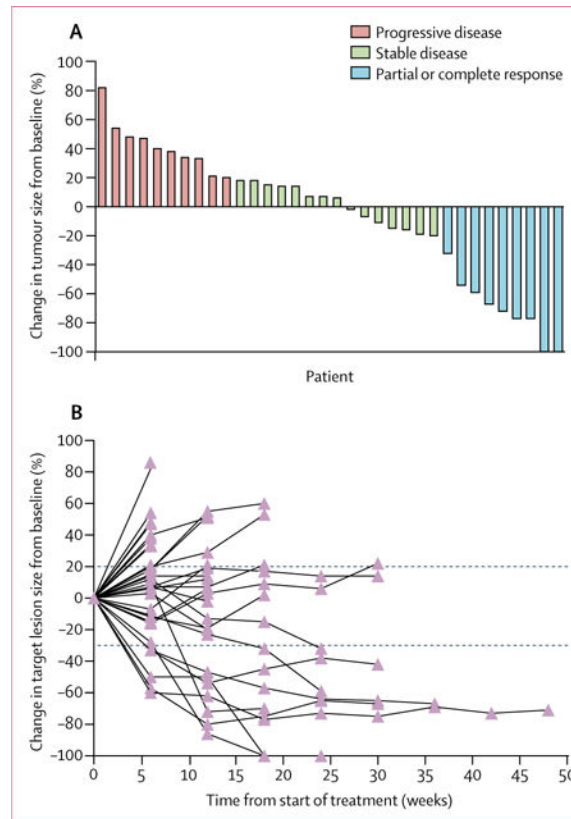 A
Progressive disease
Stable disease
Partial or complete response
Change in tumour size from baseline (%)
100
80
60
40
20
0
–20
–40
–60
–80
–100
Patient
B
Change in target lesion size from baseline (%)
100
80
60
40
20
0
–20
–40
–60
–80
–100
0 5 10 15 20 25 30 35 40 45 50
Time from start of treatment (weeks)